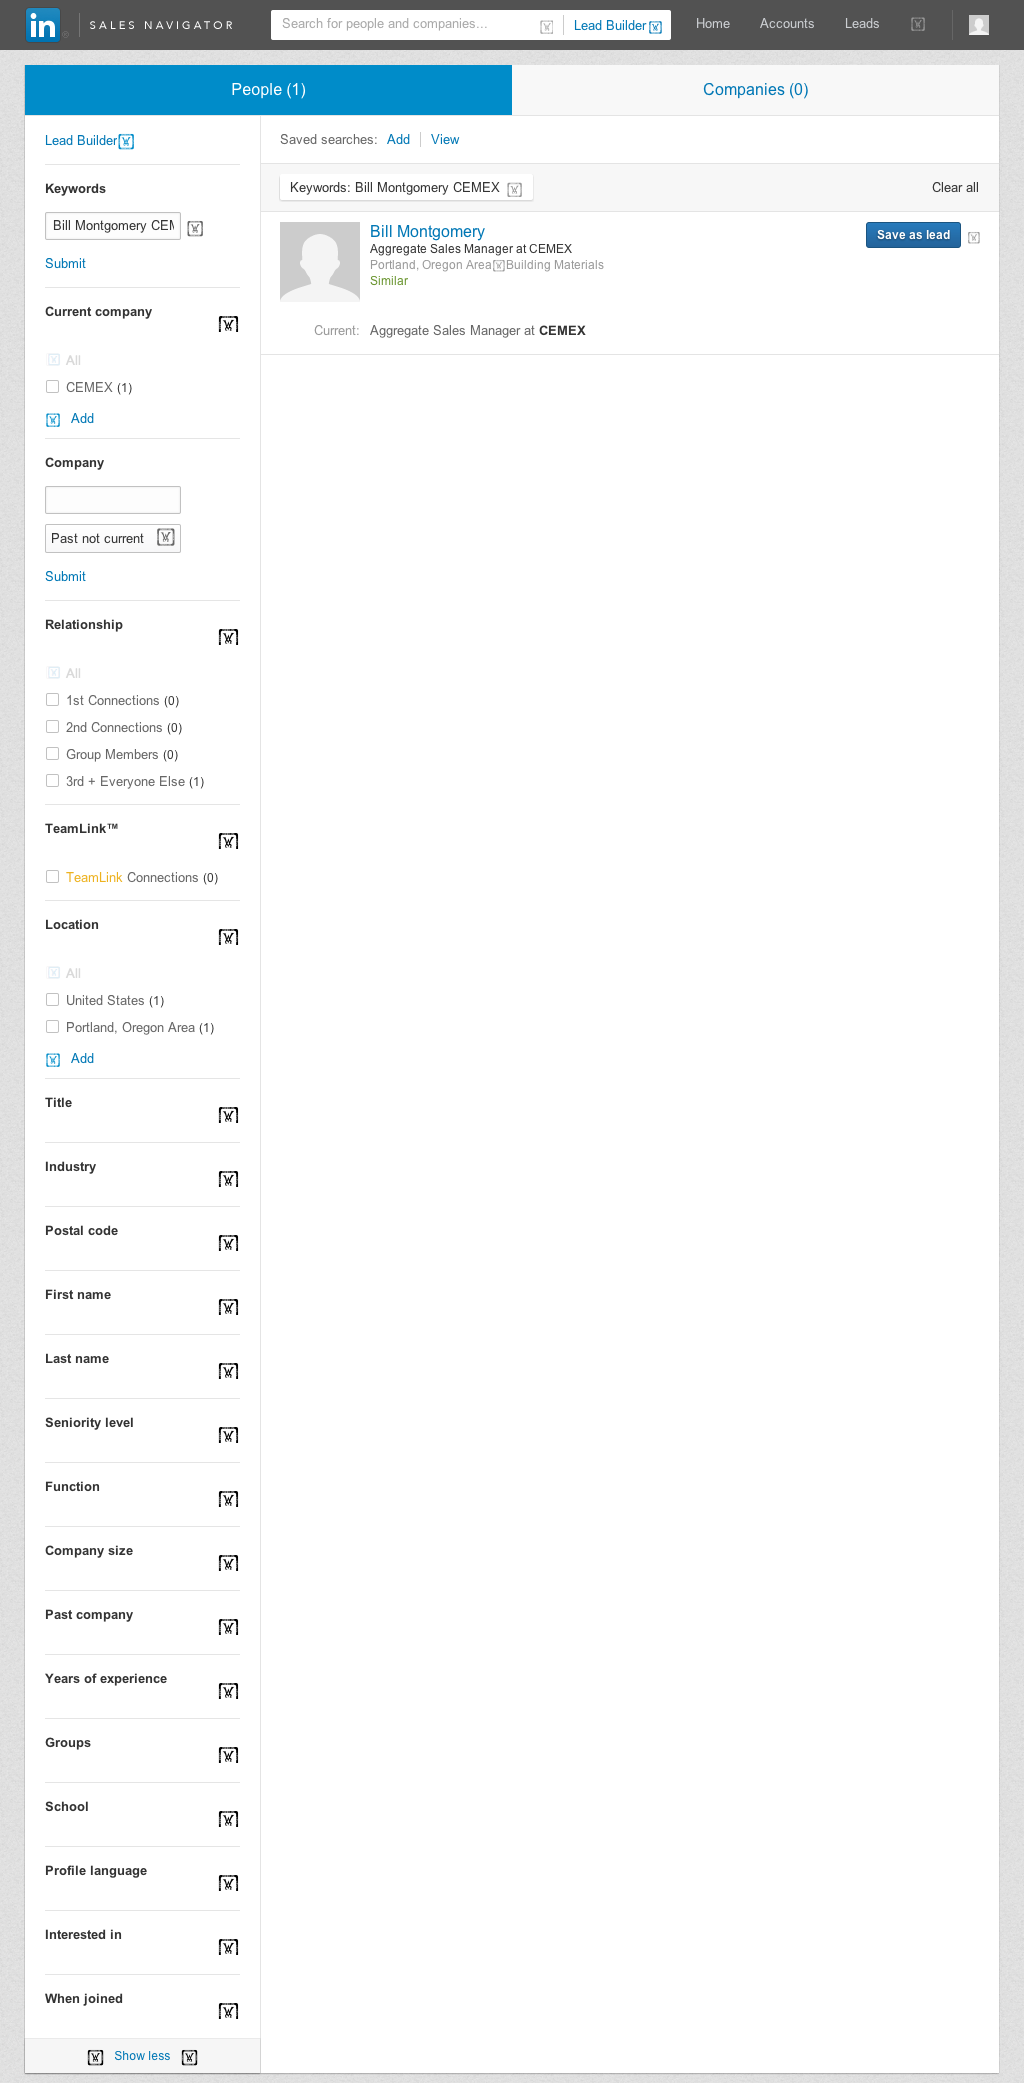 in SALES NAVIGATOR
Search for people and companies...
Lead Builder
Home
Accounts
Leads
People (1)
Companies (0)
Lead Builder
Keywords
Bill Montgomery CEM
Submit
Current company
All
CEMEX (1)
Add
Company
Past not current
Submit
Relationship
All
1st Connections (0)
2nd Connections (0)
Group Members (0)
3rd + Everyone Else (1)
TeamLink™
TeamLink Connections (0)
Location
All
United States (1)
Portland, Oregon Area (1)
Add
Title
Industry
Postal code
First name
Last name
Seniority level
Function
Company size
Past company
Years of experience
Groups
School
Profile language
Interested in
When joined
Show less
Saved searches: Add View
Keywords: Bill Montgomery CEMEX
Clear all
Bill Montgomery
Aggregate Sales Manager at CEMEX
Portland, Oregon Area Building Materials
Similar
Save as lead
Current: Aggregate Sales Manager at CEMEX